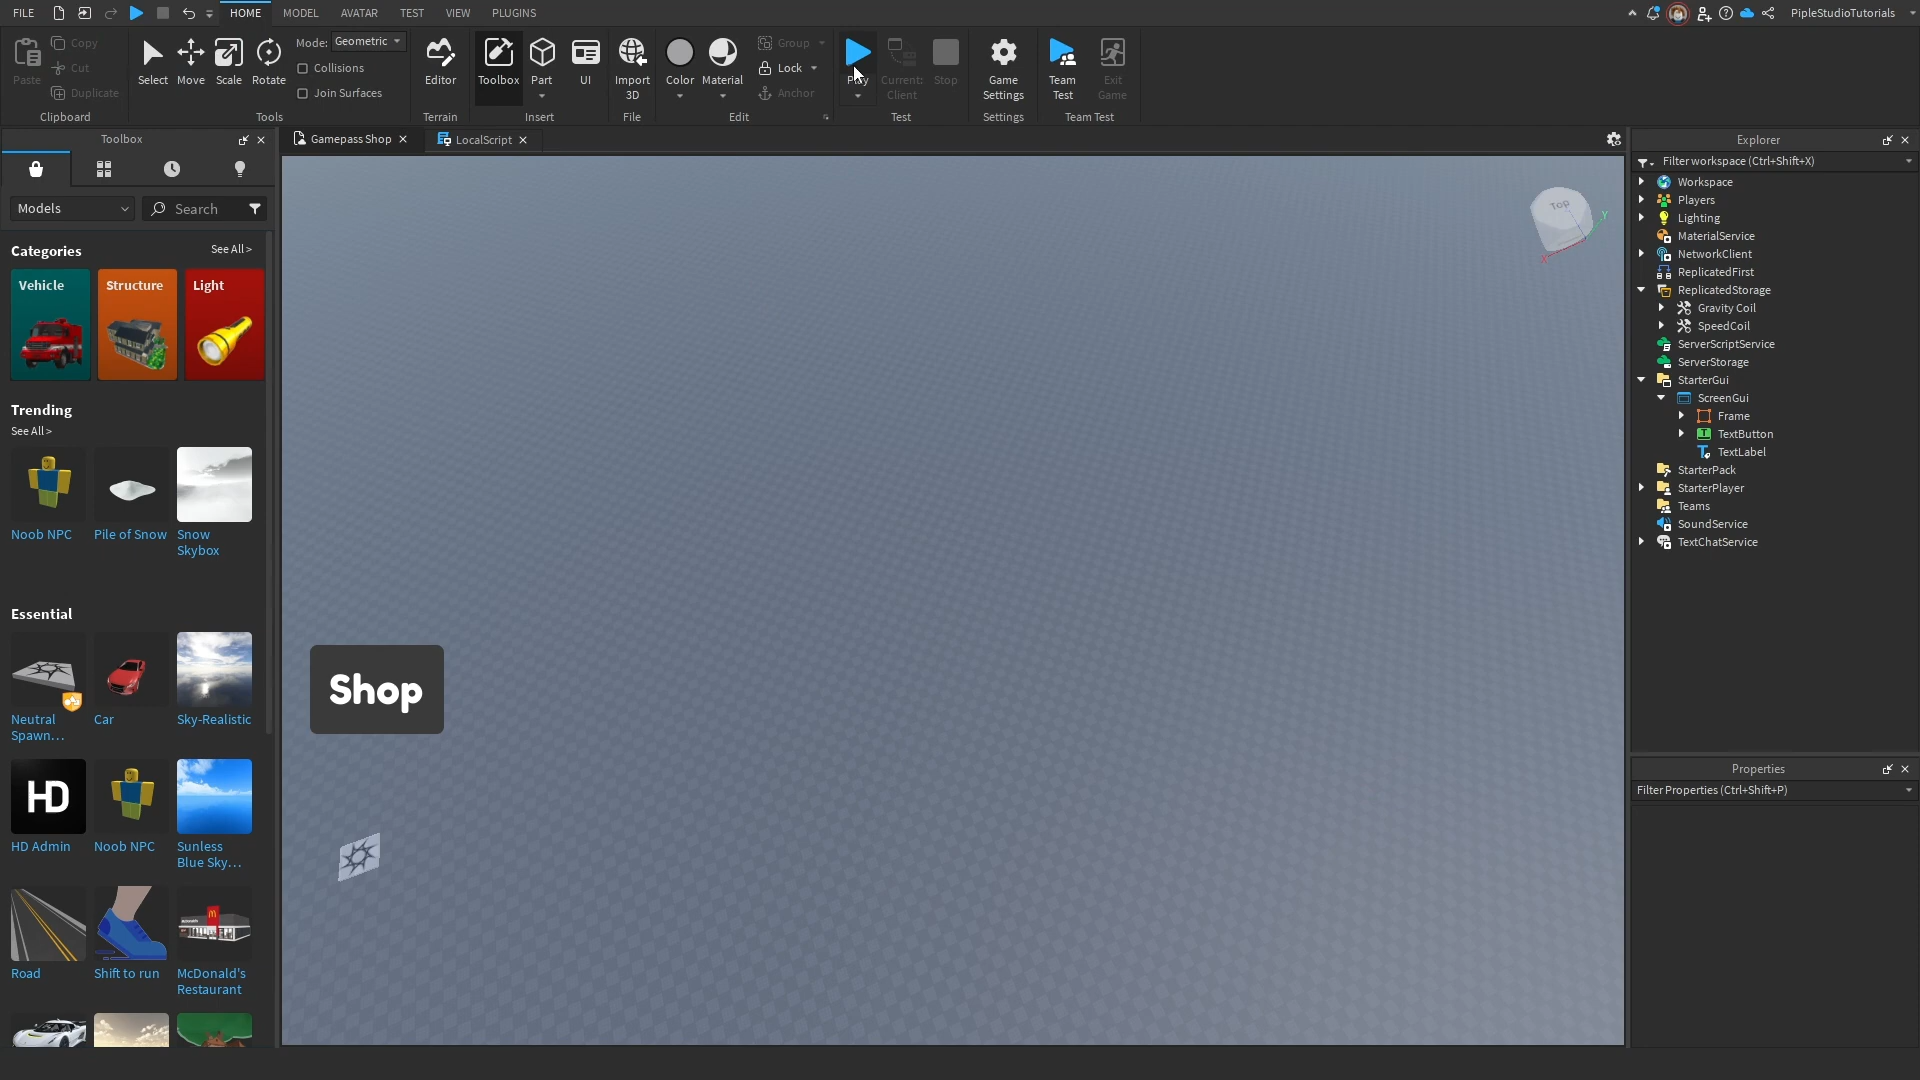 FILE
HOME
MODEL
AVATAR
TEST
VIEW
PLUGINS
PipleStudioTutorials
Paste
Copy
Cut
Duplicate
Clipboard
Select
Move
Scale
Rotate
Mode: Geometric
Collisions
Join Surfaces
Tools
Editor
Terrain
Toolbox
Part
UI
Insert
Import
3D
File
Color
Material
Group
Lock
Anchor
Edit
Play
Current:
Client
Stop
Test
Game
Settings
Settings
Team
Test
Exit
Game
Team Test
Toolbox
Models
Search
Categories
See All >
Vehicle
Structure
Light
Trending
See All >
Noob NPC
Pile of Snow
Snow
Skybox
Essential
Neutral
Spawn...
Car
Sky-Realistic
HD
HD Admin
Noob NPC
Sunless
Blue Sky...
Road
Shift to run
McDonald's
Restaurant
Gamepass Shop
LocalScript
Top
Y
X
Shop
Explorer
Filter workspace (Ctrl+Shift+X)
Workspace
Players
Lighting
MaterialService
NetworkClient
ReplicatedFirst
ReplicatedStorage
Gravity Coil
SpeedCoil
ServerScriptService
ServerStorage
StarterGui
ScreenGui
Frame
TextButton
TextLabel
StarterPack
StarterPlayer
Teams
SoundService
TextChatService
Properties
Filter Properties (Ctrl+Shift+P)